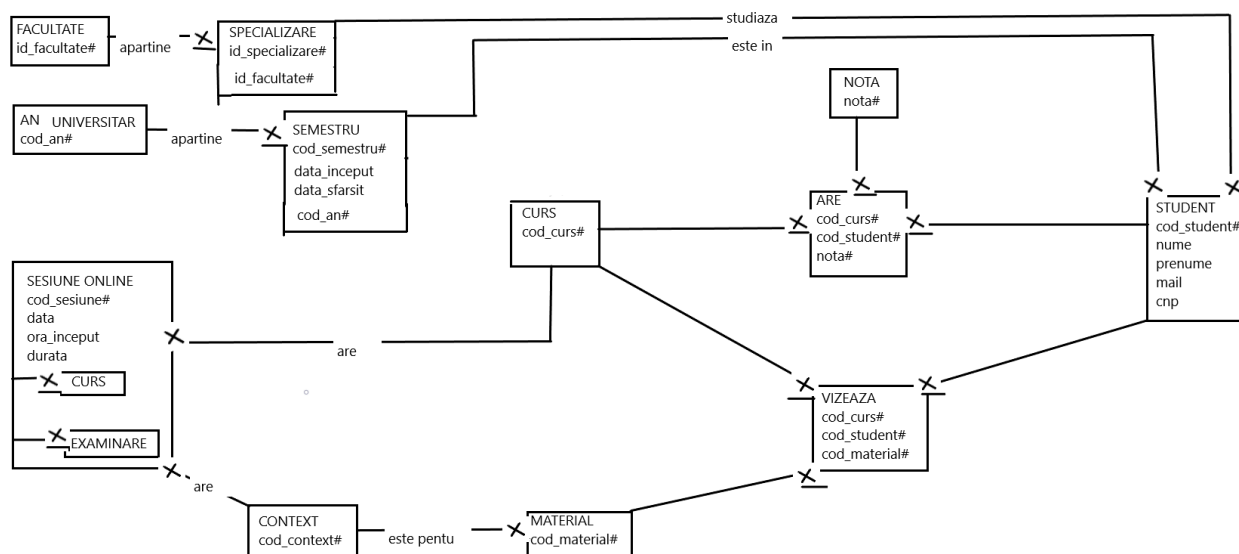 FACULTATE
id_facultate#
apartine
SPECIALIZARE
id_specializare#
id_facultate#
studiaza
este in
AN UNIVERSITAR
cod_an#
apartine
SEMESTRU
cod_semestru#
data_inceput
data_sfarsit
cod_an#
NOTA
nota#
CURS
cod_curs#
ARE
cod_curs#
cod_student#
nota#
STUDENT
cod_student#
nume
prenume
mail
cnp
SESIUNE ONLINE
cod_sesiune#
data
ora_inceput
durata
CURS
EXAMINARE
are
VIZEAZA
cod_curs#
cod_student#
cod_material#
are
CONTEXT
cod_context#
este pentu
MATERIAL
cod_material#